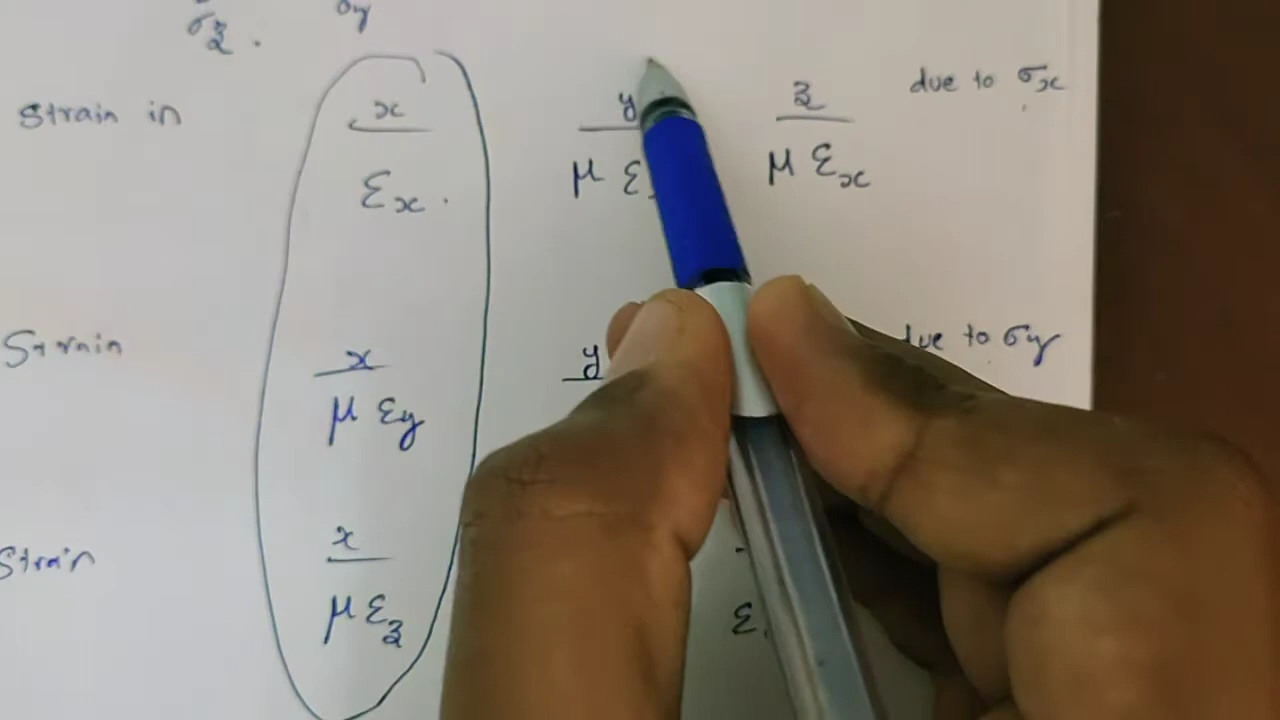 σz. σy
Strain in x y z due to σx
εx. μ ε μ εx
Strain x y due to σy
μ εy
Strain x
μ εz ε